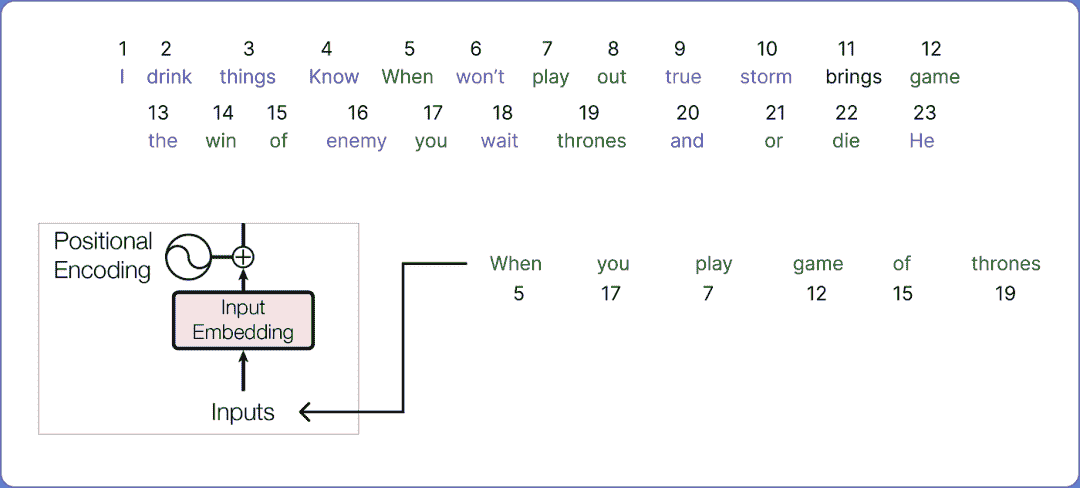 1 2 3 4 5 6 7 8 9 10 11 12
I drink things Know When won't play out true storm brings game
13 14 15 16 17 18 19 20 21 22 23
the win of enemy you wait thrones and or die He
Positional
Encoding
Input
Embedding
Inputs
When you play game of thrones
5 17 7 12 15 19